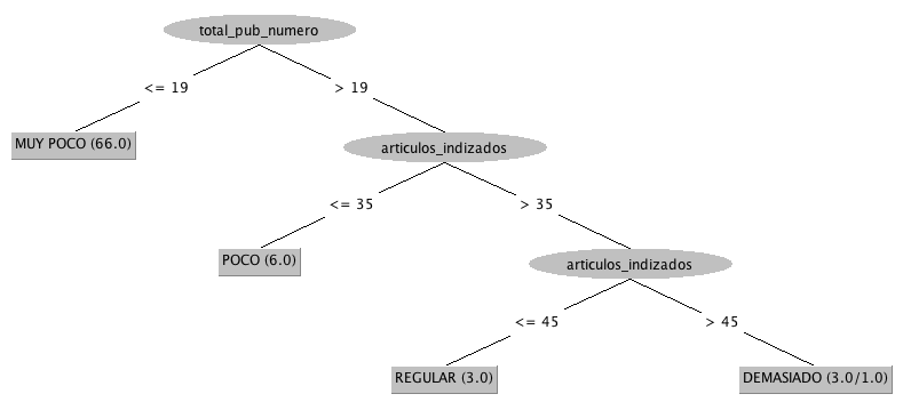 total_pub_numero
<= 19
> 19
MUY POCO (66.0)
articulos_indizados
<= 35
> 35
POCO (6.0)
articulos_indizados
<= 45
> 45
REGULAR (3.0)
DEMASIADO (3.0/1.0)